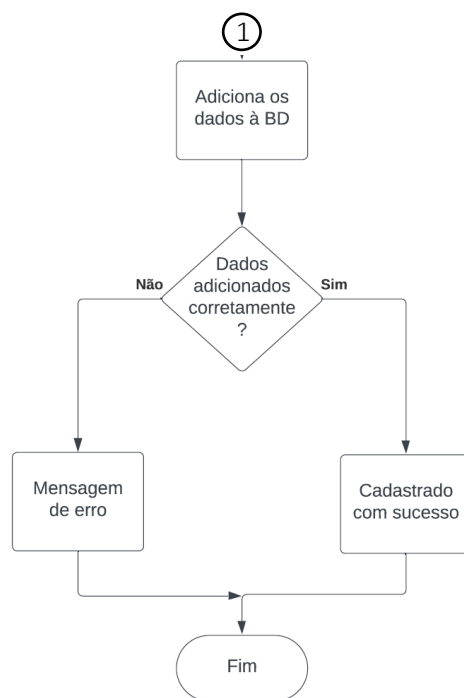 1
Adiciona os
dados à BD
Dados
adicionados
corretamente
?
Não
Sim
Mensagem
de erro
Cadastrado
com sucesso
Fim